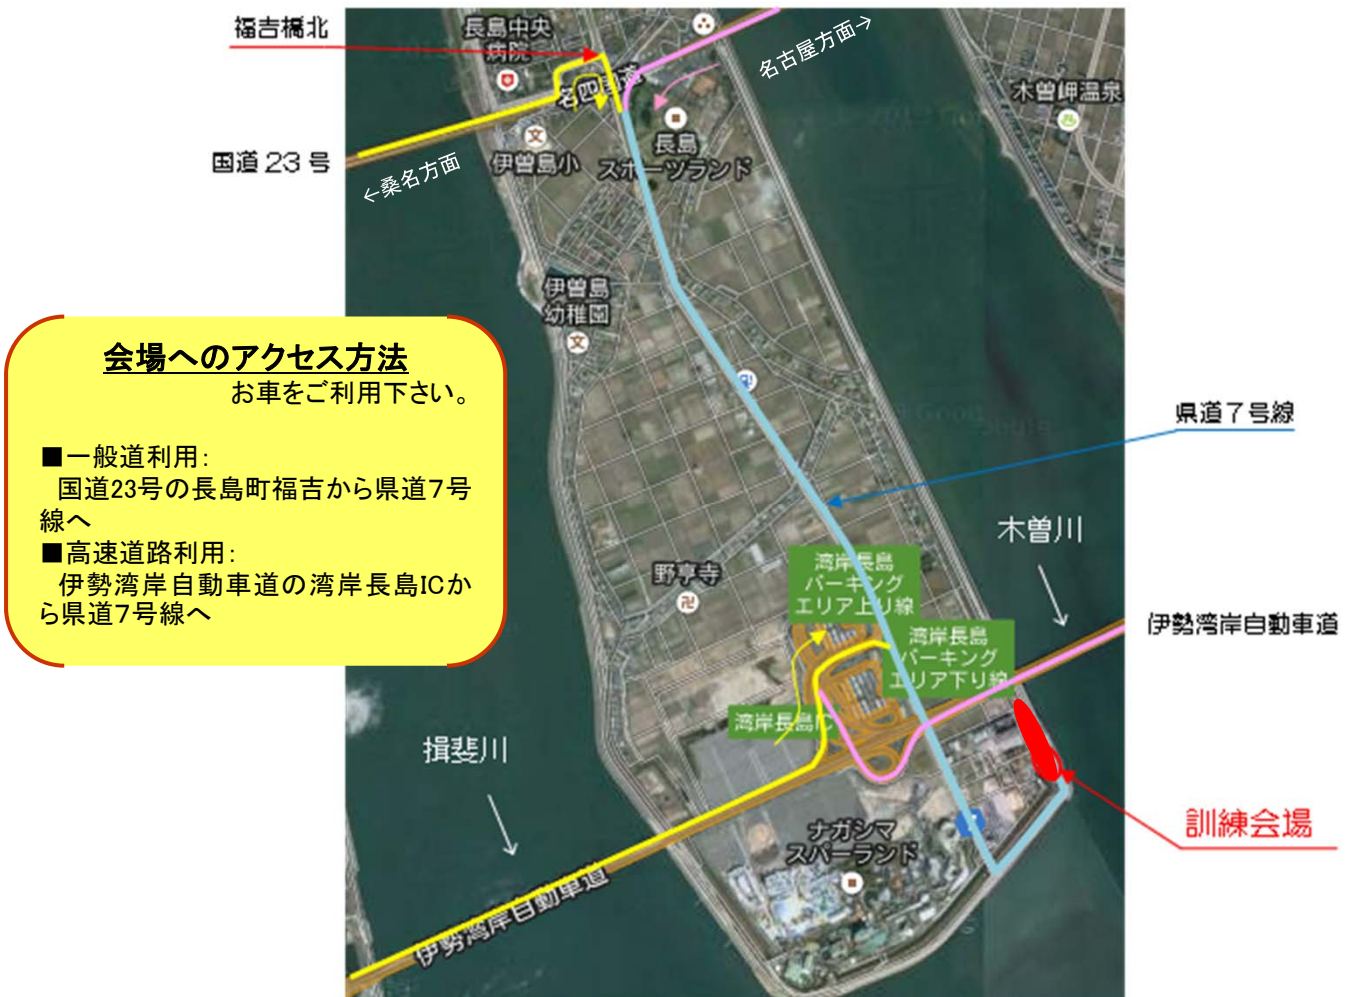 福吉橋北
長島中央
病院
名古屋方面→
木曽岬温泉
名四国道
国道 23 号
←桑名方面
伊曽島小
長島
スポーツランド
伊曽島
幼稚園
会場へのアクセス方法
お車をご利用下さい。
■一般道利用：
国道23号の長島町福吉から県道7号
線へ
■高速道路利用：
伊勢湾岸自動車道の湾岸長島ICか
ら県道7号線へ
県道７号線
木曽川
湾岸長島
パーキング
エリア上り線
野亨寺
伊勢湾岸自動車道
湾岸長島
パーキング
エリア下り線
湾岸長島IC
揖斐川
訓練会場
ナガシマ
スパーランド
伊勢湾岸自動車道